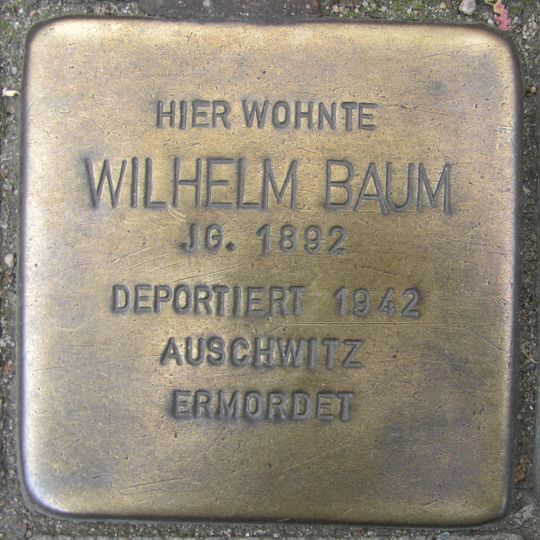 HIER WOHNTE
WILHELM BAUM
JG. 1892
DEPORTIERT 1942
AUSCHWITZ
ERMORDET